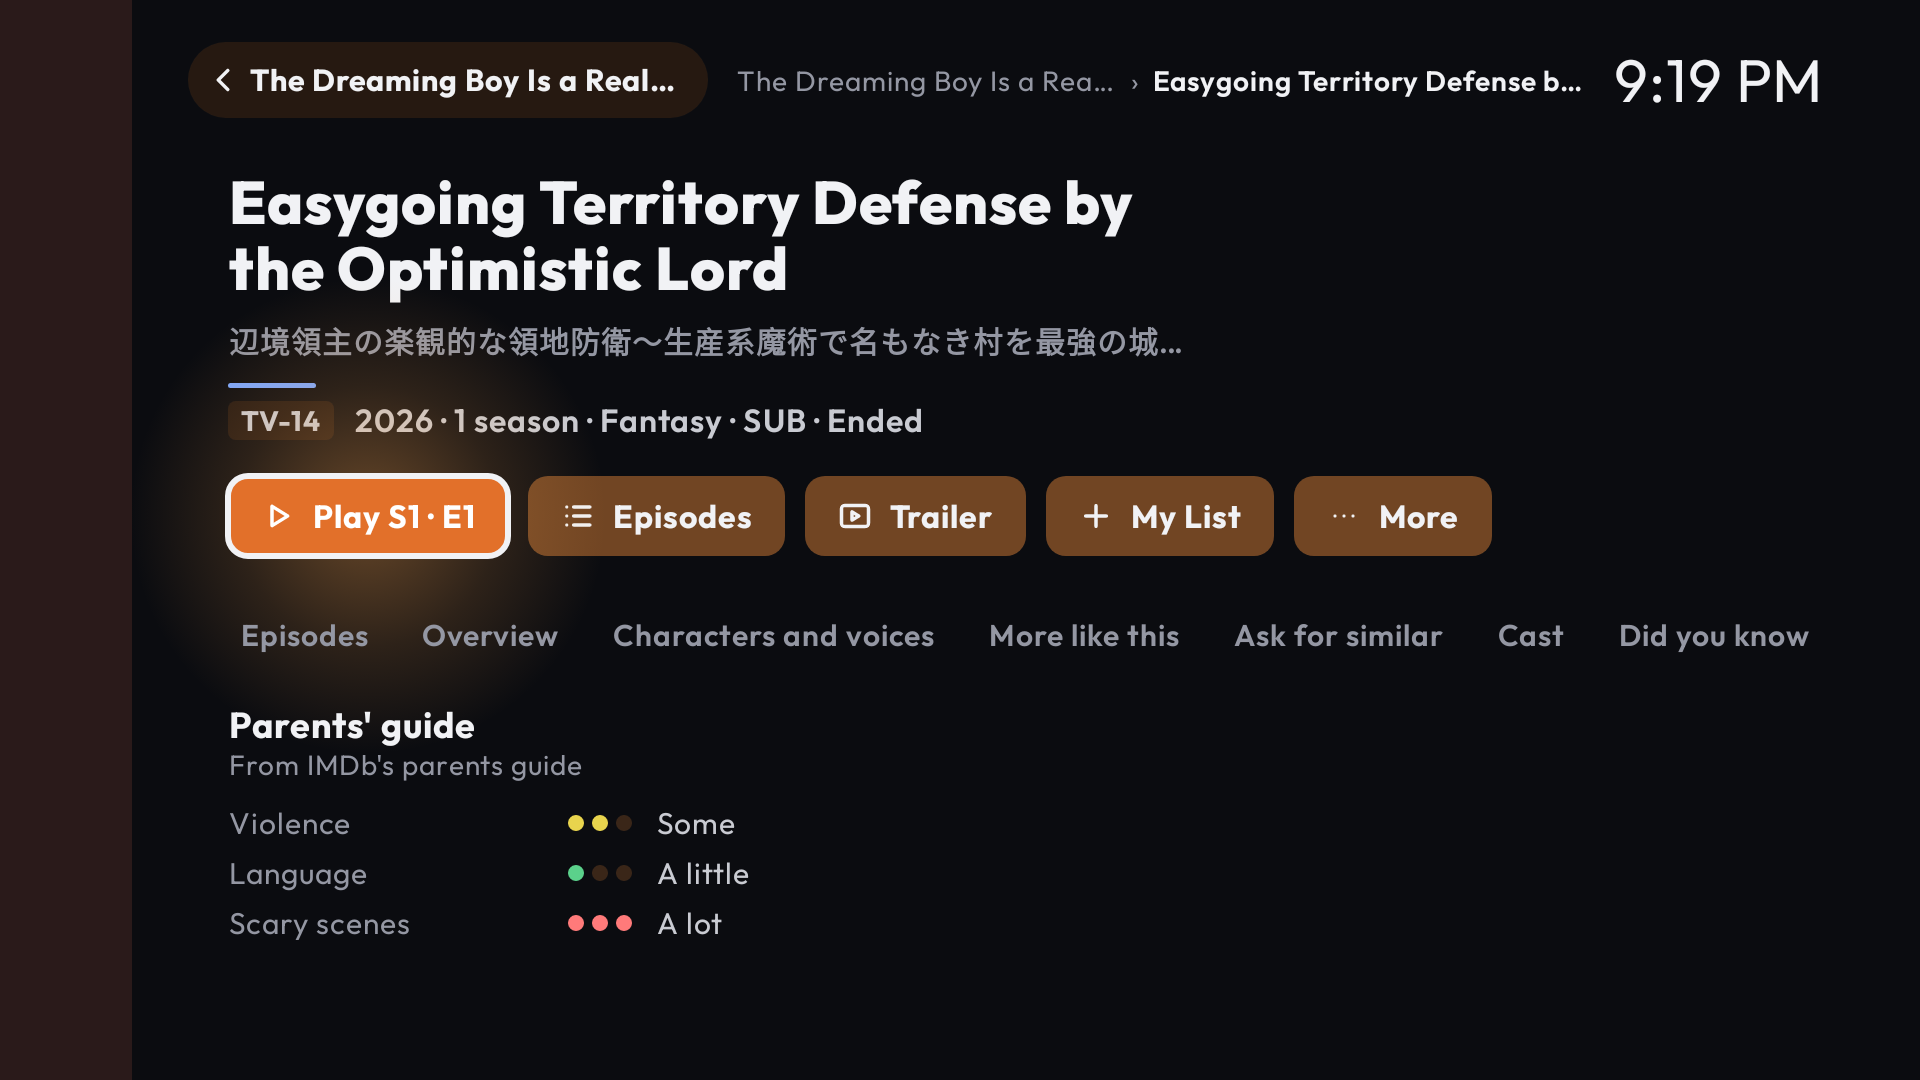 The Dreaming Boy Is a Real...
The Dreaming Boy Is a Rea... › Easygoing Territory Defense b...
9:19 PM
Easygoing Territory Defense by
the Optimistic Lord
辺境領主の楽観的な領地防衛～生産系魔術で名もなき村を最強の城...
TV-14 2026 · 1 season · Fantasy · SUB · Ended
Play S1 · E1
Episodes
Trailer
My List
More
Episodes
Overview
Characters and voices
More like this
Ask for similar
Cast
Did you know
Parents' guide
From IMDb's parents guide
Violence Some
Language A little
Scary scenes A lot